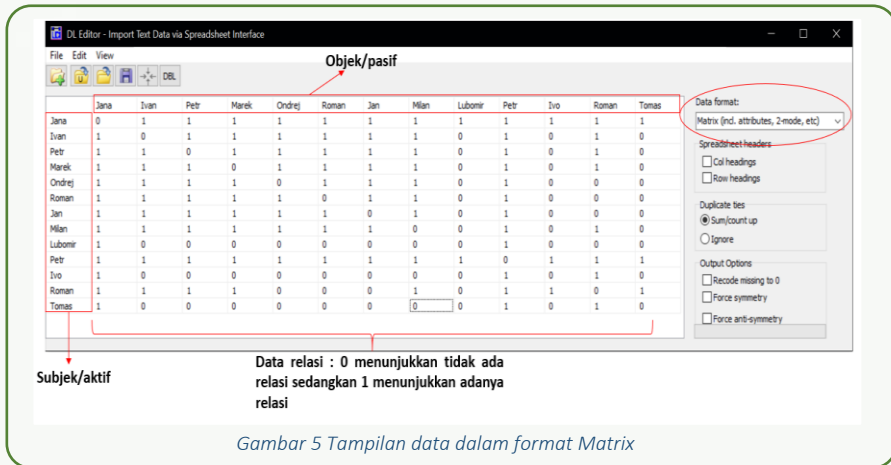 DL Editor - Import Text Data via Spreadsheet Interface
File Edit View
Objek/pasif
DBL
Jana Ivan Petr Marek Ondrej Roman Jan Milan Lubomir Petr Ivo Roman Tomas
Jana 0 1 1 1 1 1 1 1 1 1 1 1 1
Ivan 1 0 1 1 1 1 1 1 0 1 0 1 0
Petr 1 1 0 1 1 1 1 1 0 1 0 1 0
Marek 1 1 1 0 1 1 1 1 0 1 0 1 0
Ondrej 1 1 1 1 0 1 1 1 0 1 0 0 0
Roman 1 1 1 1 1 0 1 1 0 1 0 0 0
Jan 1 1 1 1 1 1 0 1 0 1 0 0 0
Milan 1 1 1 1 1 1 1 0 0 1 0 1 0
Lubomir 1 0 0 0 0 0 0 0 0 1 0 0 0
Petr 1 1 1 1 1 1 1 1 1 0 1 1 1
Ivo 1 0 0 0 0 0 0 0 0 1 0 1 0
Roman 1 1 1 1 0 0 0 1 0 1 1 0 1
Tomas 1 0 0 0 0 0 0 0 0 1 0 1 0
Data format:
Matrix (incl. attributes, 2-mode, etc)
Spreadsheet headers
Col headings
Row headings
Duplicate ties
Sum/count up
Ignore
Output Options
Recode missing to 0
Force symmetry
Force anti-symmetry
Subjek/aktif
Data relasi : 0 menunjukkan tidak ada
relasi sedangkan 1 menunjukkan adanya
relasi
Gambar 5 Tampilan data dalam format Matrix